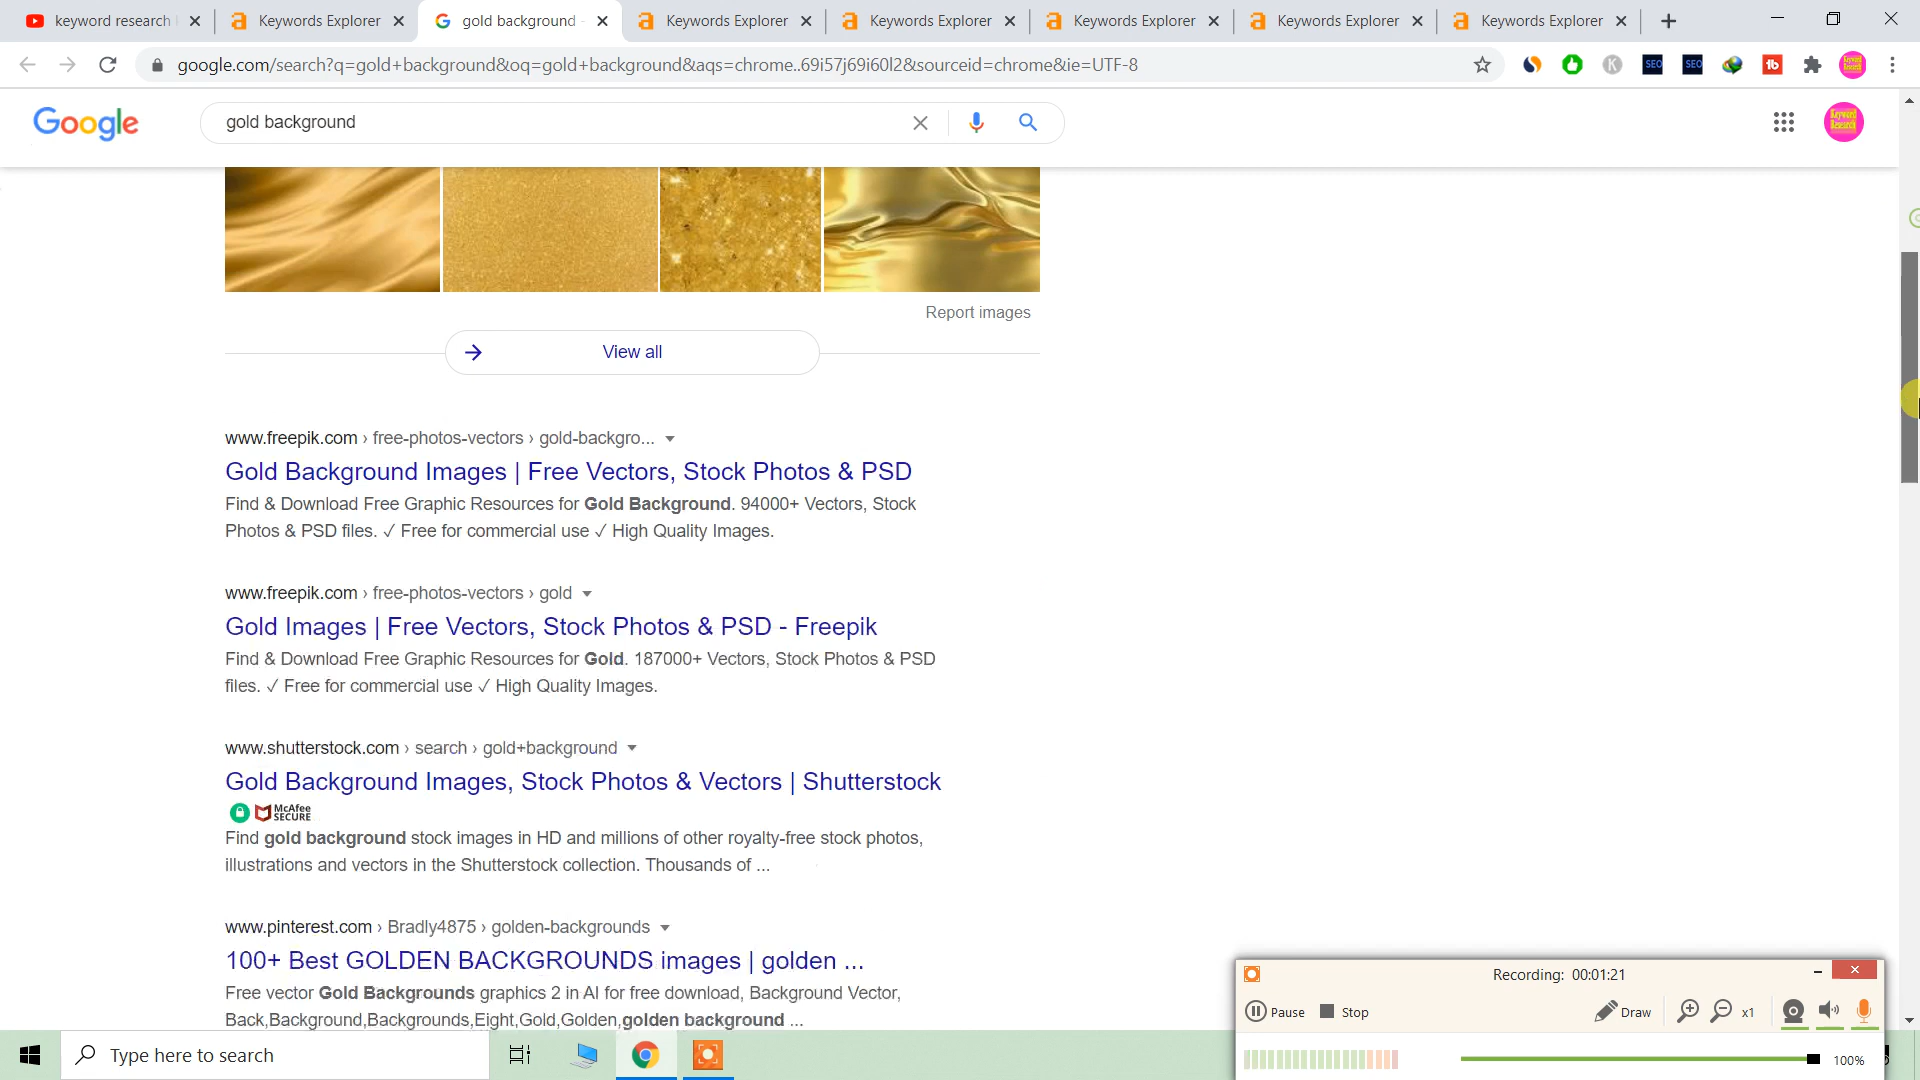 keyword research
Keywords Explorer
gold background
Keywords Explorer
Keywords Explorer
Keywords Explorer
Keywords Explorer
Keywords Explorer
google.com/search?q=gold+background&oq=gold+background&aqs=chrome..69i57j69i60l2&sourceid=chrome&ie=UTF-8
K
SEO
SEO
Keyword
Research
Google
gold background
Keyword
Research
Report images
View all
www.freepik.com › free-photos-vectors › gold-backgro...
Gold Background Images | Free Vectors, Stock Photos & PSD
Find & Download Free Graphic Resources for Gold Background. 94000+ Vectors, Stock
Photos & PSD files. ✓ Free for commercial use ✓ High Quality Images.
www.freepik.com › free-photos-vectors › gold
Gold Images | Free Vectors, Stock Photos & PSD - Freepik
Find & Download Free Graphic Resources for Gold. 187000+ Vectors, Stock Photos & PSD
files. ✓ Free for commercial use ✓ High Quality Images.
www.shutterstock.com › search › gold+background
Gold Background Images, Stock Photos & Vectors | Shutterstock
McAfee
SECURE
Find gold background stock images in HD and millions of other royalty-free stock photos,
illustrations and vectors in the Shutterstock collection. Thousands of ...
www.pinterest.com › Bradly4875 › golden-backgrounds
100+ Best GOLDEN BACKGROUNDS images | golden ...
Free vector Gold Backgrounds graphics 2 in AI for free download, Background Vector,
Back,Background,Backgrounds,Eight,Gold,Golden,golden background ...
Recording: 00:01:21
Pause
Stop
Draw
x1
100%
Type here to search